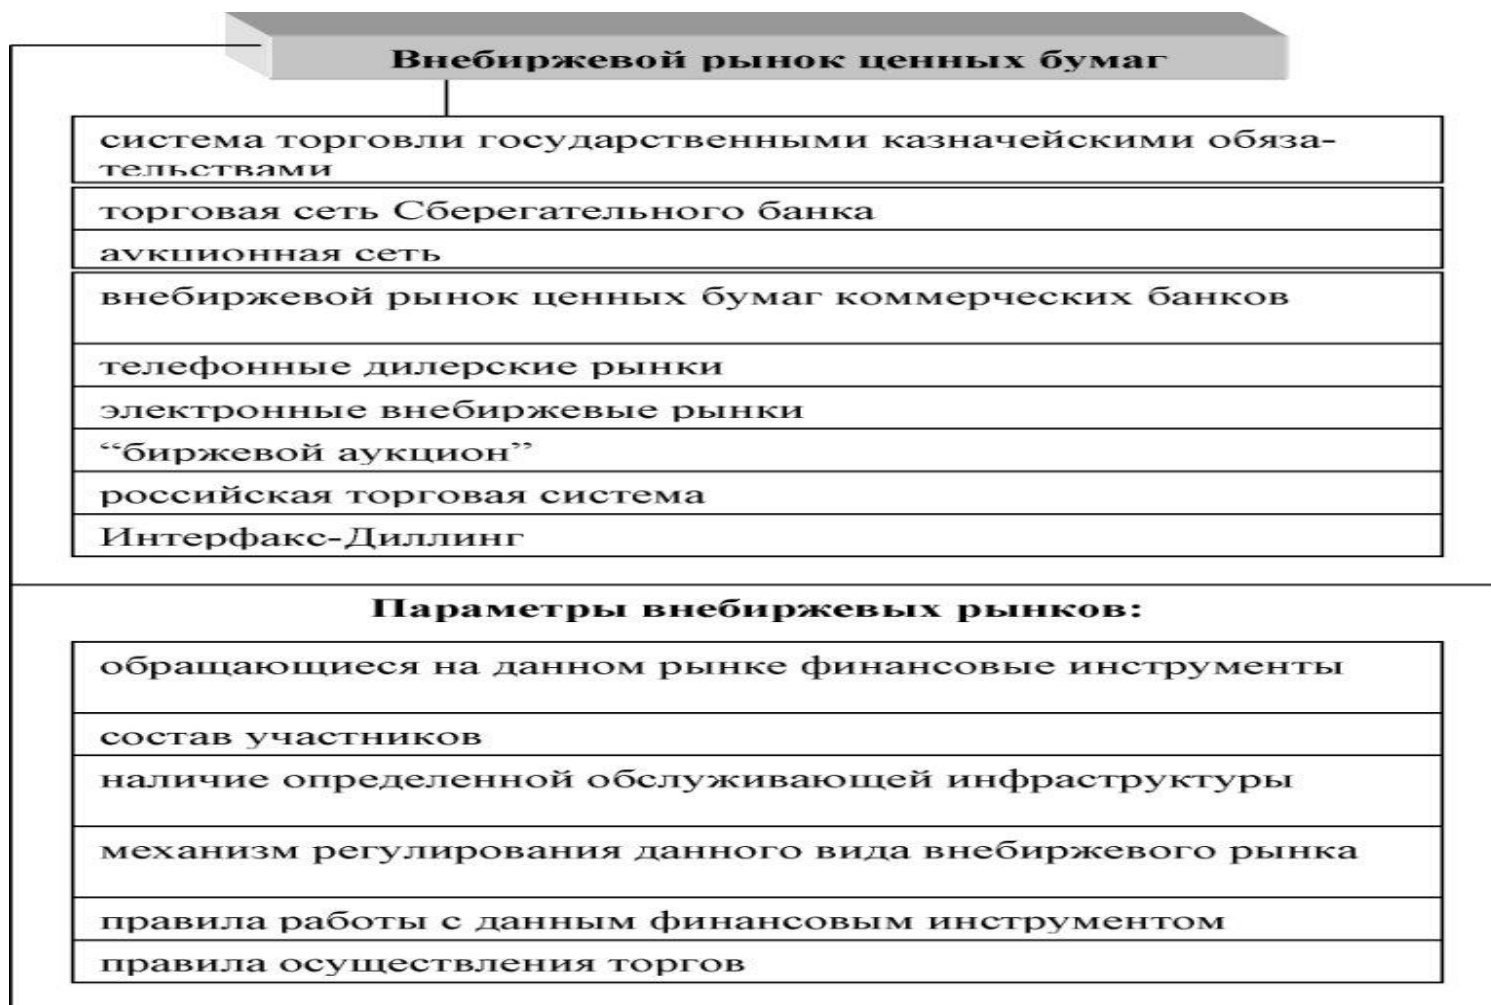 Внебиржевой рынок ценных бумаг
система торговли государственными казначейскими обяза-
тельствами
торговая сеть Сберегательного банка
аукционная сеть
внебиржевой рынок ценных бумаг коммерческих банков
телефонные дилерские рынки
электронные внебиржевые рынки
“биржевой аукцион”
российская торговая система
Интерфакс-Диллинг
Параметры внебиржевых рынков:
обращающиеся на данном рынке финансовые инструменты
состав участников
наличие определенной обслуживающей инфраструктуры
механизм регулирования данного вида внебиржевого рынка
правила работы с данным финансовым инструментом
правила осуществления торгов